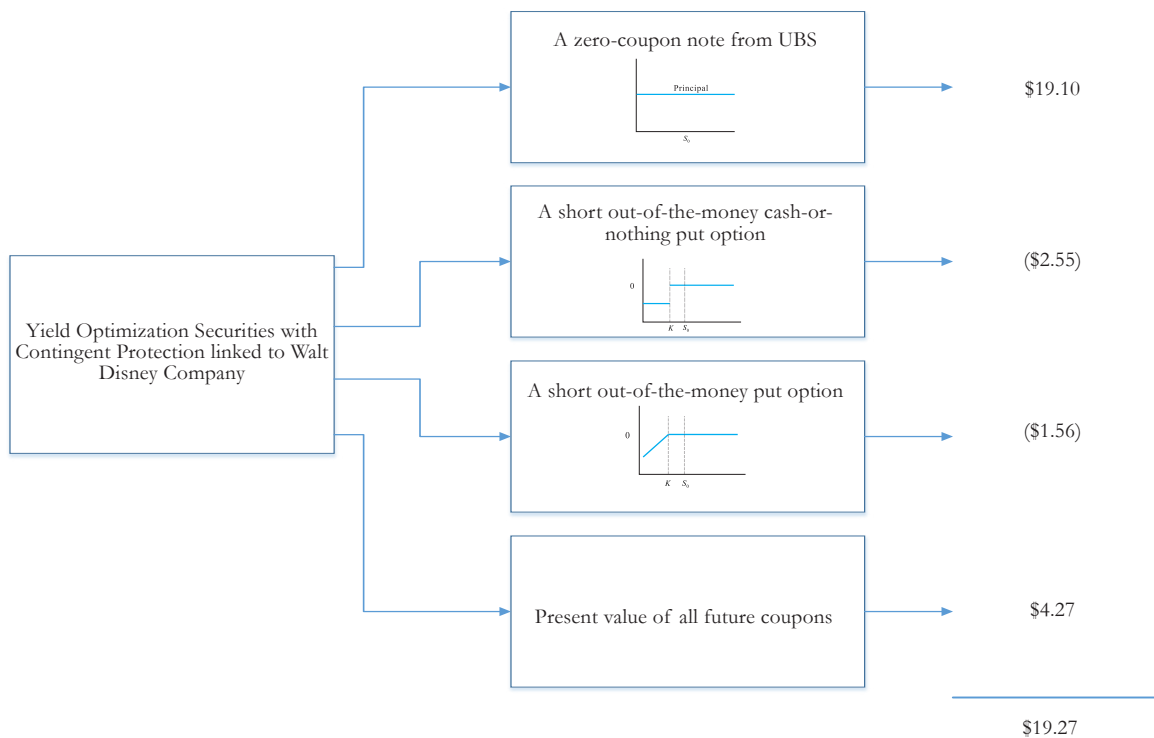 A zero-coupon note from UBS
Principal
S₀
$19.10
A short out-of-the-money cash-or-
nothing put option
0
K S₀
($2.55)
Yield Optimization Securities with
Contingent Protection linked to Walt
Disney Company
A short out-of-the-money put option
0
K S₀
($1.56)
Present value of all future coupons
$4.27
$19.27